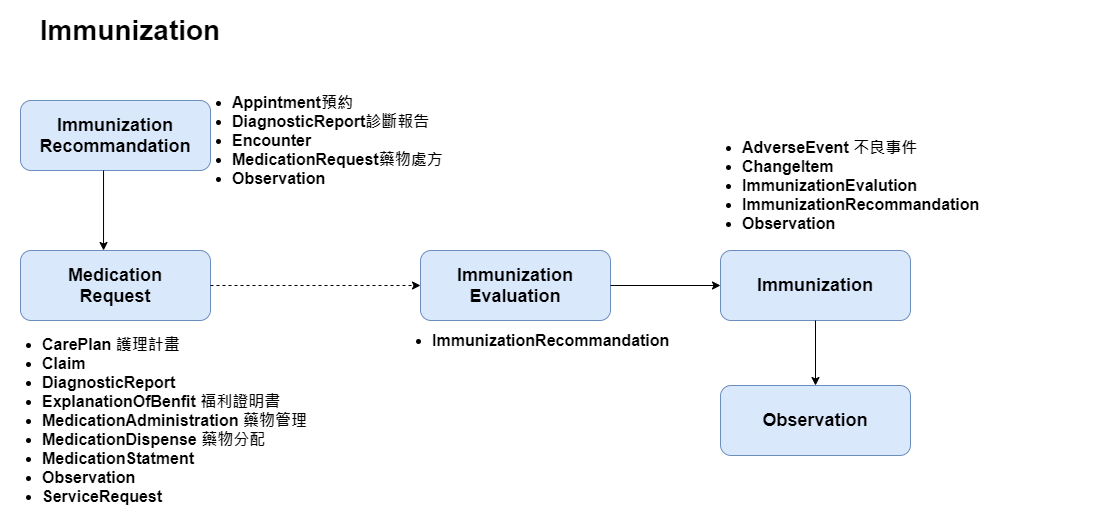 Immunization
Immunization
Recommandation
• Appintment預約
• DiagnosticReport診斷報告
• Encounter
• MedicationRequest藥物處方
• Observation
• AdverseEvent 不良事件
• ChangeItem
• ImmunizationEvalution
• ImmunizationRecommandation
• Observation
Medication
Request
Immunization
Evaluation
Immunization
• CarePlan 護理計畫
• Claim
• DiagnosticReport
• ExplanationOfBenfit 福利證明書
• MedicationAdministration 藥物管理
• MedicationDispense 藥物分配
• MedicationStatment
• Observation
• ServiceRequest
• ImmunizationRecommandation
Observation